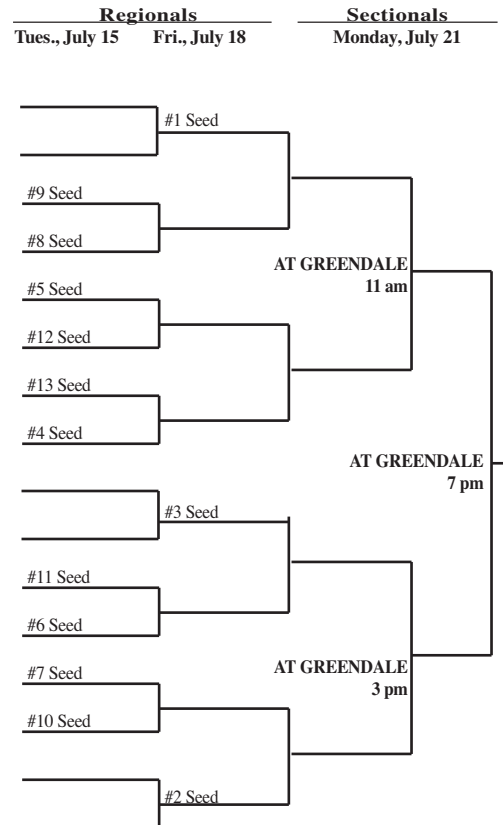 Regionals Sectionals
Tues., July 15 Fri., July 18 Monday, July 21
#1 Seed
#9 Seed
#8 Seed
AT GREENDALE
11 am
#5 Seed
#12 Seed
#13 Seed
#4 Seed
AT GREENDALE
7 pm
#3 Seed
#11 Seed
#6 Seed
AT GREENDALE
3 pm
#7 Seed
#10 Seed
#2 Seed